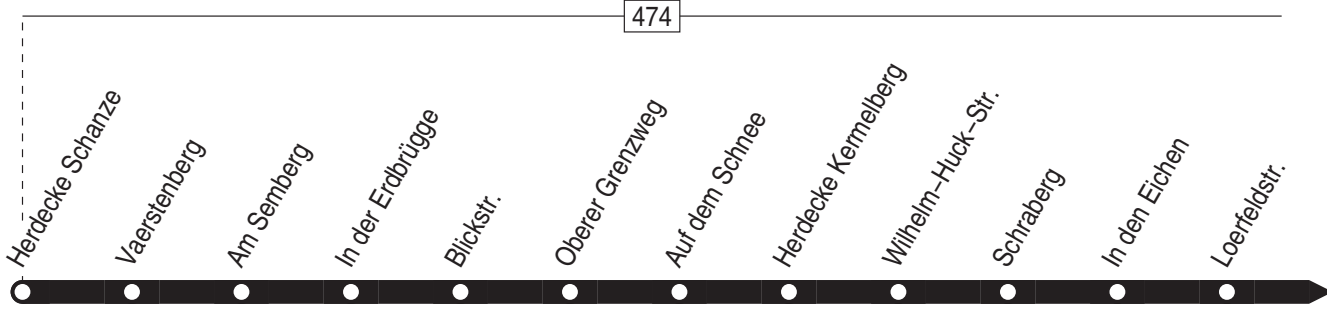 474
Herdecke Schanze
Vaerstenberg
Am Semberg
In der Erdbrügge
Blickstr.
Oberer Grenzweg
Auf dem Schnee
Herdecke Kermelberg
Wilhelm-Huck-Str.
Schraberg
In den Eichen
Loerfeldstr.